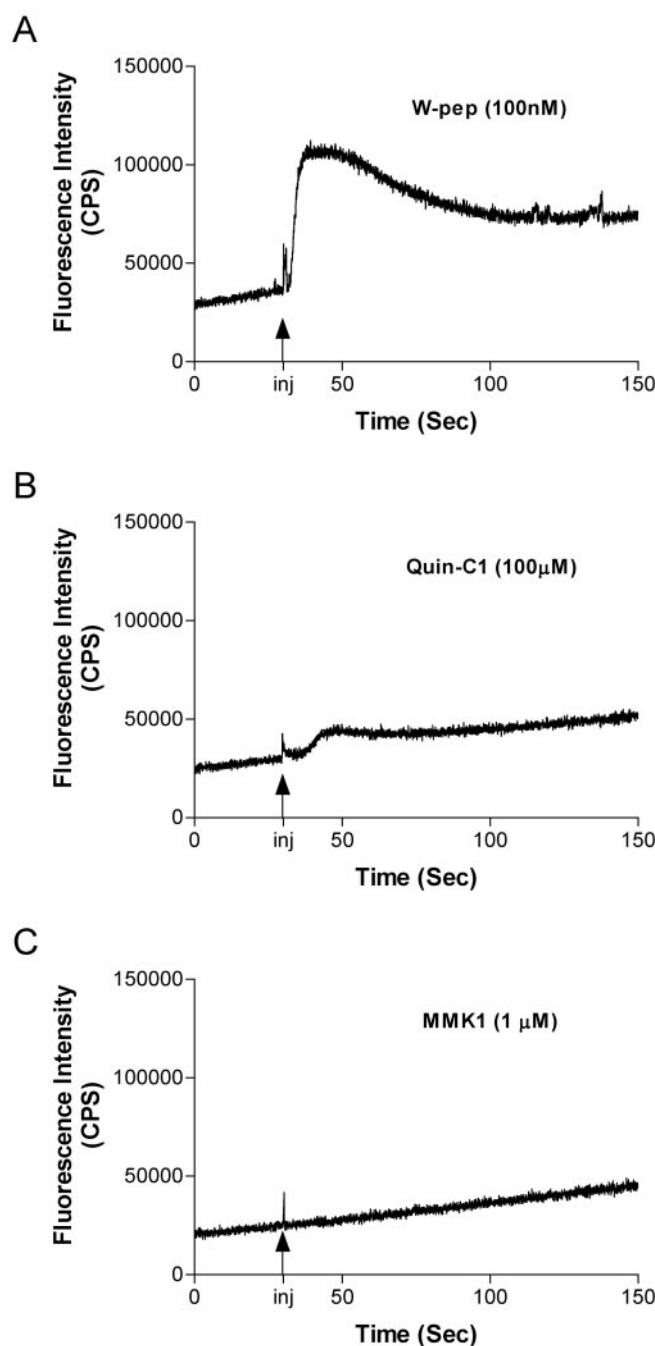 A
Fluorescence Intensity
(CPS)
150000
100000
50000
0
W-pep (100nM)
0 inj 50 100 150
Time (Sec)
B
Fluorescence Intensity
(CPS)
150000
100000
50000
0
Quin-C1 (100μM)
0 inj 50 100 150
Time (Sec)
C
Fluorescence Intensity
(CPS)
150000
100000
50000
0
MMK1 (1 μM)
0 inj 50 100 150
Time (Sec)